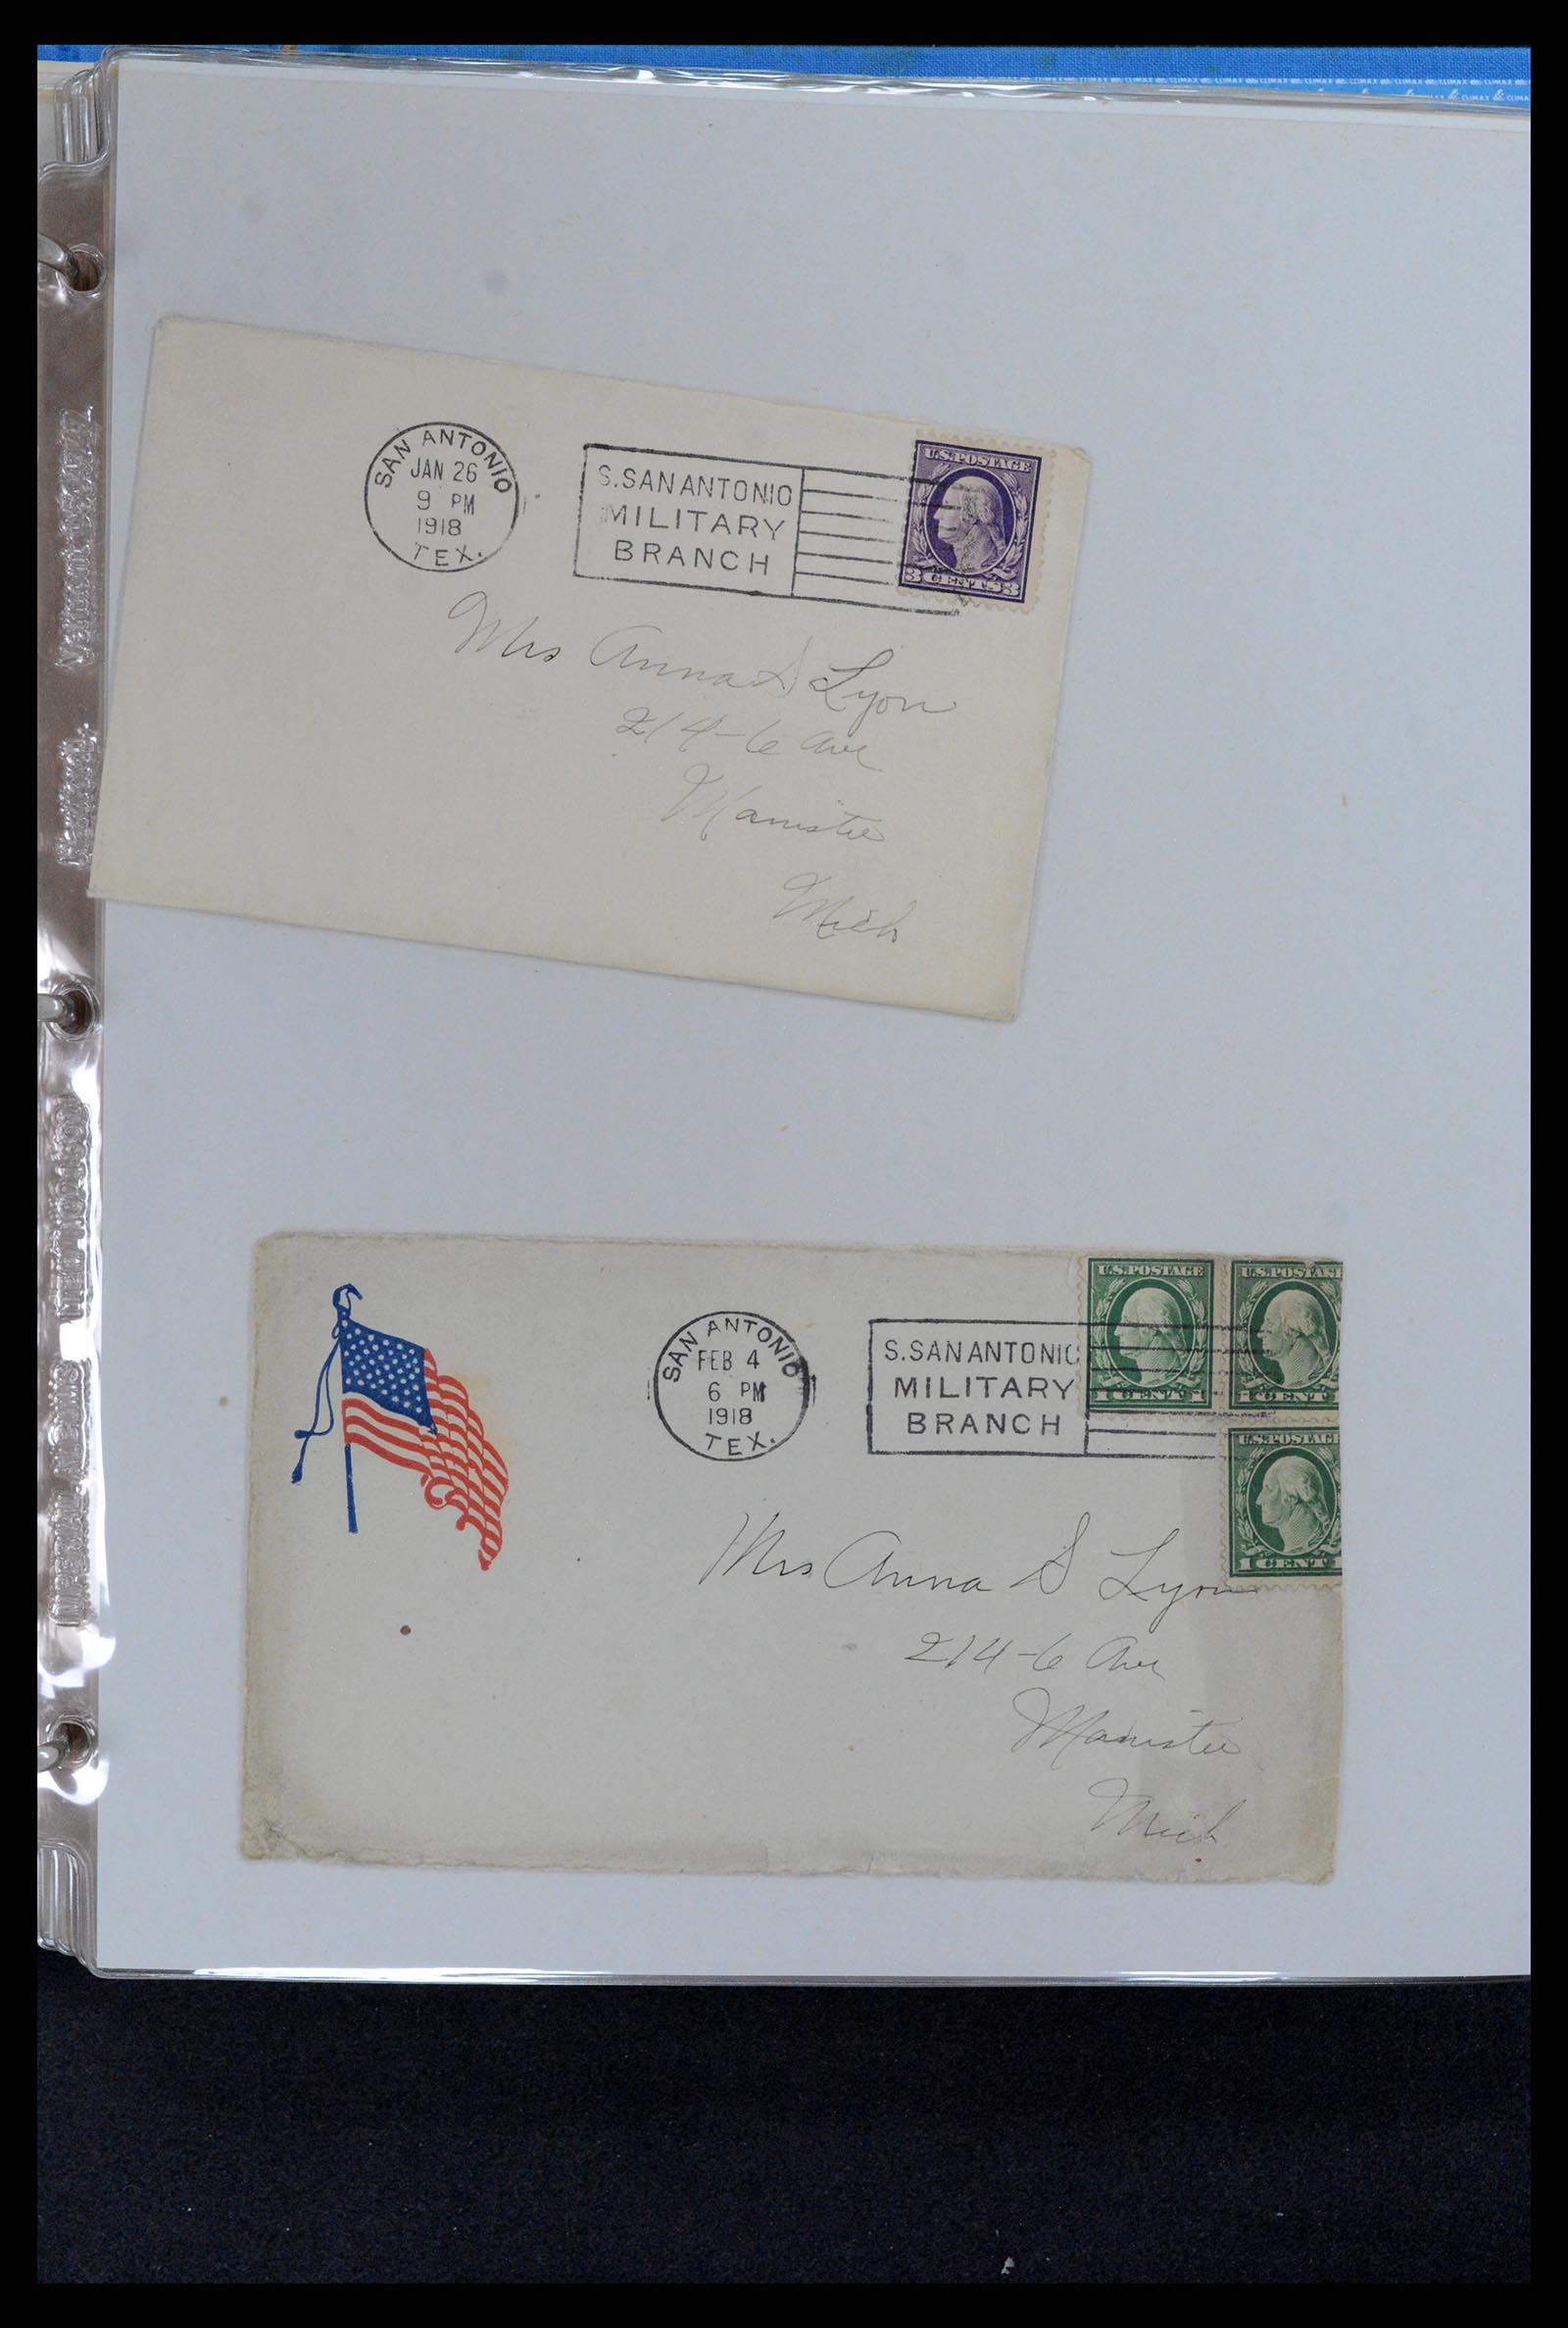 SAN ANTONIO
JAN 26
9 PM
1918
TEX.
S. SAN ANTONIO
MILITARY
BRANCH
U.S. POSTAGE
3 CENTS 3
Mrs Anna S Lyon
214-6 Ave
Manistee
Mich
SAN ANTONIO
FEB 4
6 PM
1918
TEX.
S. SAN ANTONIO
MILITARY
BRANCH
U.S. POSTAGE
1 CENT 1
U.S. POSTAGE
1 CENT 1
U.S. POSTAGE
1 CENT 1
Mrs Anna S Lyon
214-6 Ave
Manistee
Mich